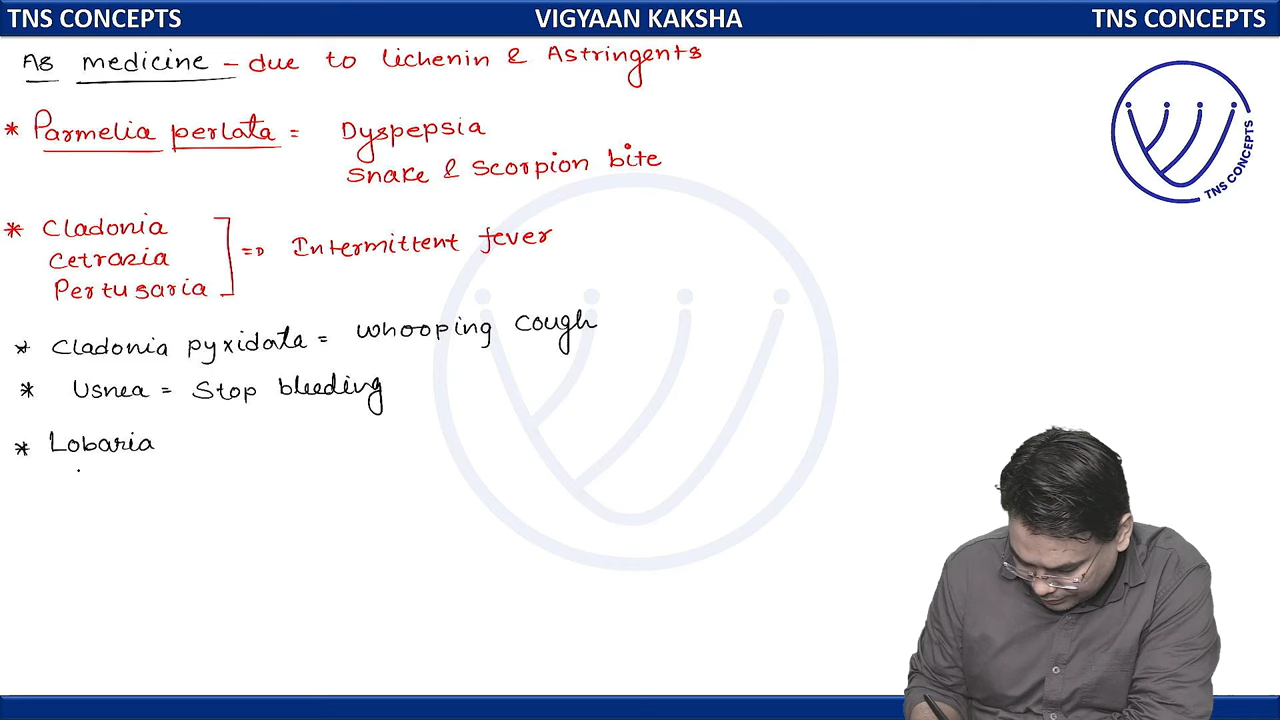 TNS CONCEPTS VIGYAAN KAKSHA TNS CONCEPTS
As medicine - due to Lichenin & Astringents
* Parmelia perlata = Dyspepsia
Snake & Scorpion bite
* Cladonia
Cetrazia
Pertusaria
=> Intermittent fever
* Cladonia pyxidata = whooping cough
* Usnea = Stop bleeding
* Lobaria
TNS CONCEPTS